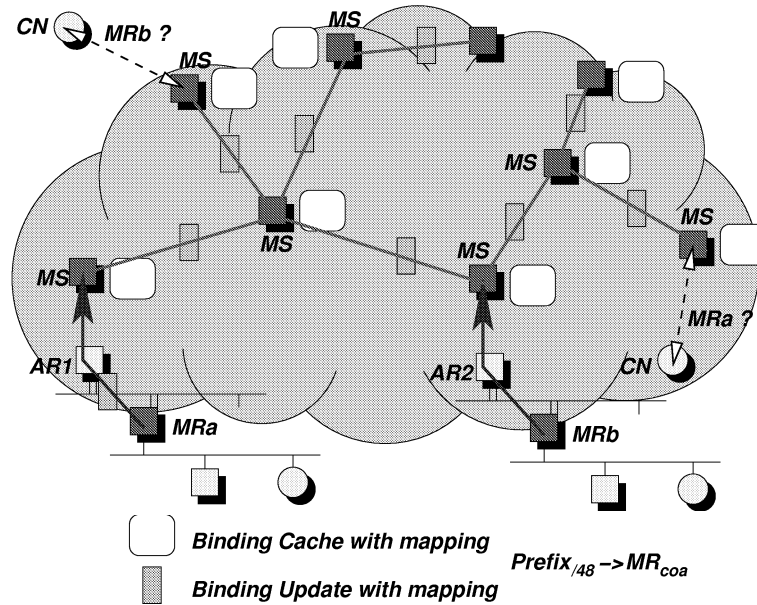 CN
MRb ?
MS
MS
MS
MS
MS
MS
MS
MRa ?
AR1
AR2
CN
MRa
MRb
Binding Cache with mapping
Prefix/48 –>MRcoa
Binding Update with mapping